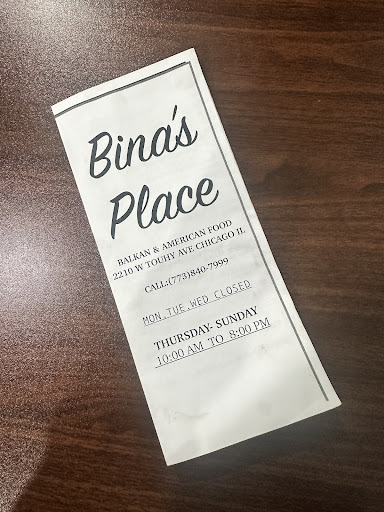 Bina's
Place
BALKAN & AMERICAN FOOD
2210 W TOUHY AVE CHICAGO IL
CALL:(773)840-7999
MON,TUE,WED CLOSED
THURSDAY- SUNDAY
10:00 AM TO 8:00 PM